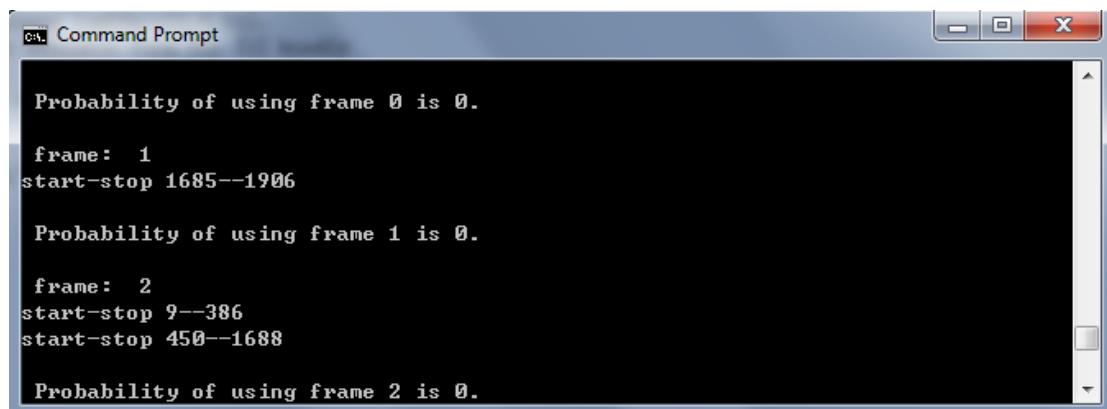 Command Prompt
Probability of using frame 0 is 0.
frame: 1
start-stop 1685--1906
Probability of using frame 1 is 0.
frame: 2
start-stop 9--386
start-stop 450--1688
Probability of using frame 2 is 0.